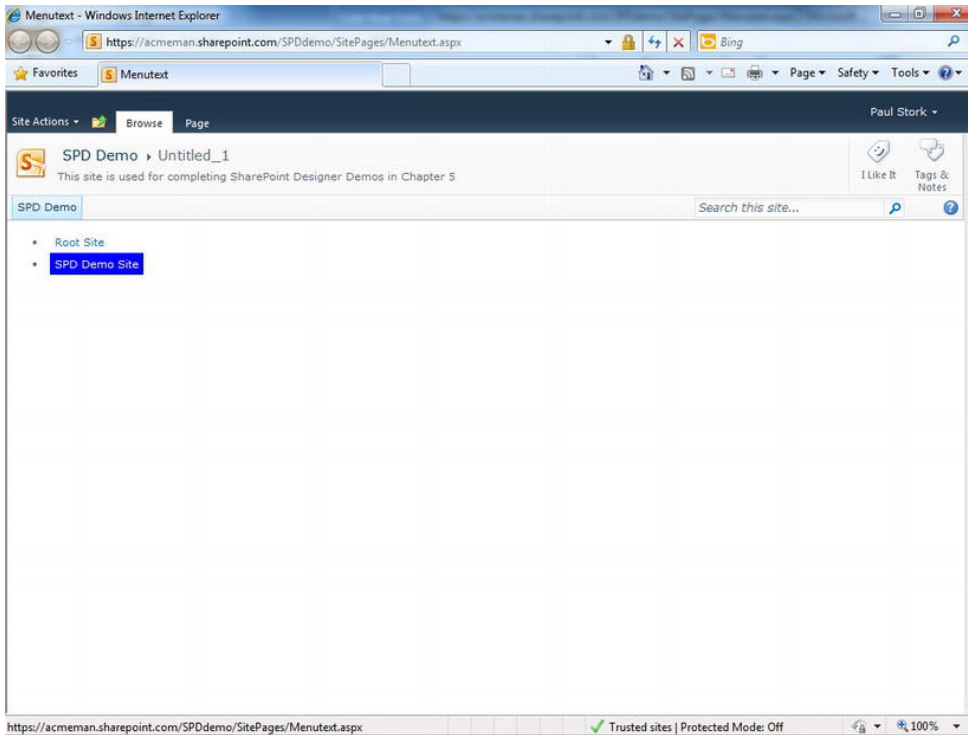 Menutext - Windows Internet Explorer
https://acmeman.sharepoint.com/SPDdemo/SitePages/Menutext.aspx
Bing
Favorites
Menutext
Page Safety Tools
Site Actions
Browse
Page
Paul Stork
SPD Demo Untitled_1
This site is used for completing SharePoint Designer Demos in Chapter 5
I Like It
Tags &
Notes
SPD Demo
Search this site...
Root Site
SPD Demo Site
https://acmeman.sharepoint.com/SPDdemo/SitePages/Menutext.aspx
Trusted sites | Protected Mode: Off
100%